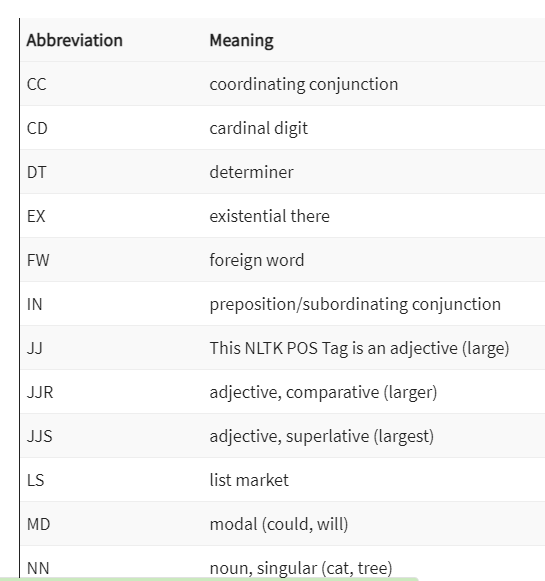 Abbreviation Meaning
CC coordinating conjunction
CD cardinal digit
DT determiner
EX existential there
FW foreign word
IN preposition/subordinating conjunction
JJ This NLTK POS Tag is an adjective (large)
JJR adjective, comparative (larger)
JJS adjective, superlative (largest)
LS list market
MD modal (could, will)
NN noun, singular (cat, tree)